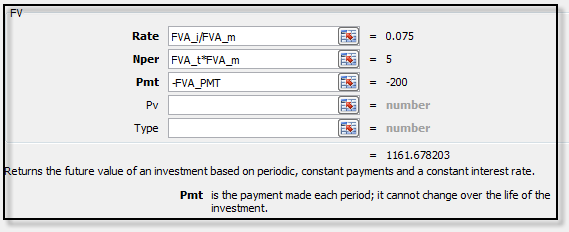 FV
Rate FVA_i/FVA_m = 0.075
Nper FVA_t*FVA_m = 5
Pmt -FVA_PMT = -200
Pv = number
Type = number
= 1161.678203
Returns the future value of an investment based on periodic, constant payments and a constant interest rate.
Pmt is the payment made each period; it cannot change over the life of the
investment.